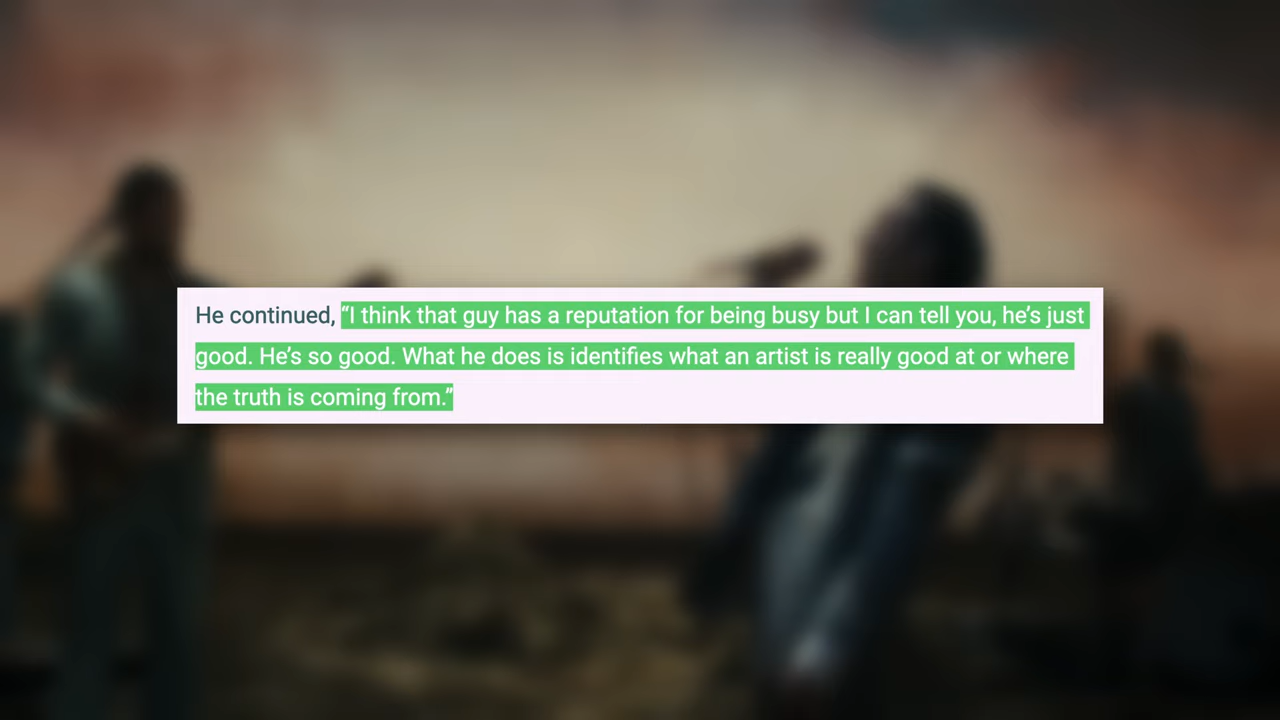 He continued, “I think that guy has a reputation for being busy but I can tell you, he’s just
good. He’s so good. What he does is identifies what an artist is really good at or where
the truth is coming from.”